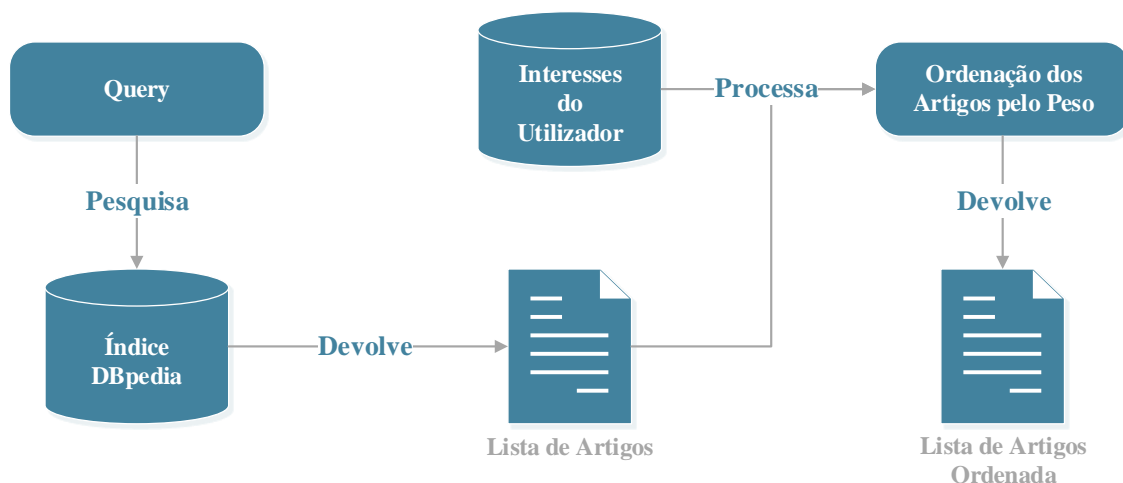 Query
Interesses
do
Utilizador
Processa
Ordenação dos
Artigos pelo Peso
Pesquisa
Devolve
Índice
DBpedia
Devolve
Lista de Artigos
Lista de Artigos
Ordenada